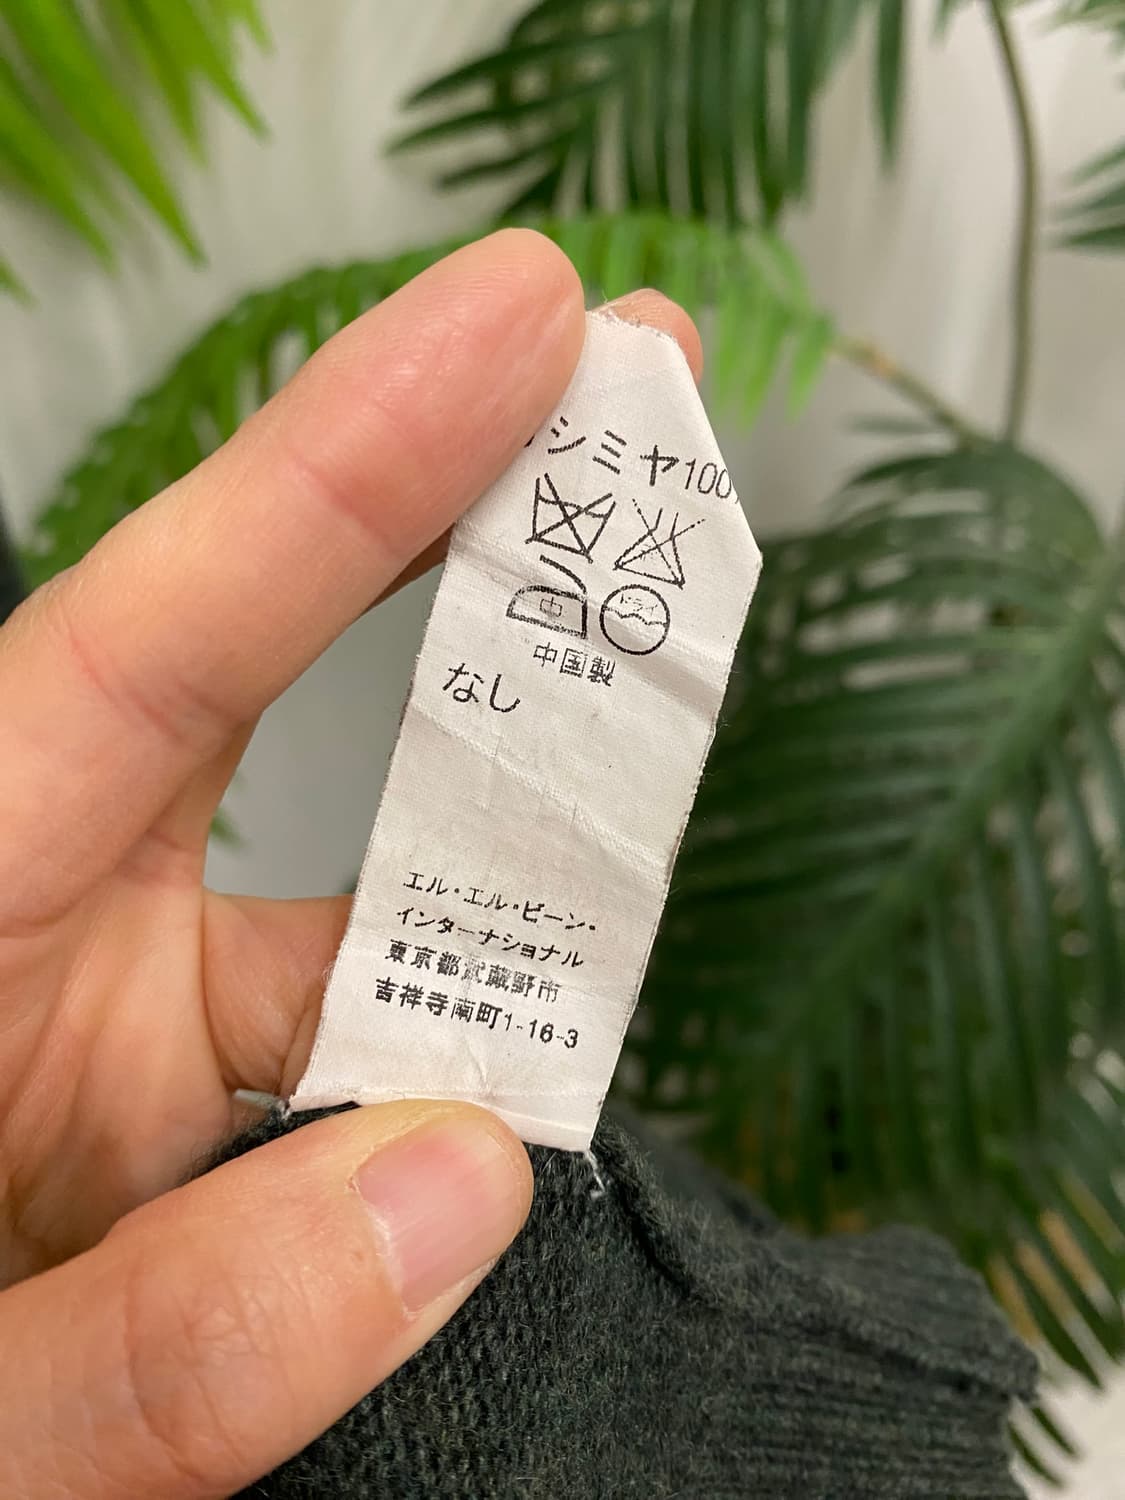 シミヤ100
中 ドライ
中国製
なし
エル・エル・ビーン・
インターナショナル
東京都武蔵野市
吉祥寺南町1-16-3